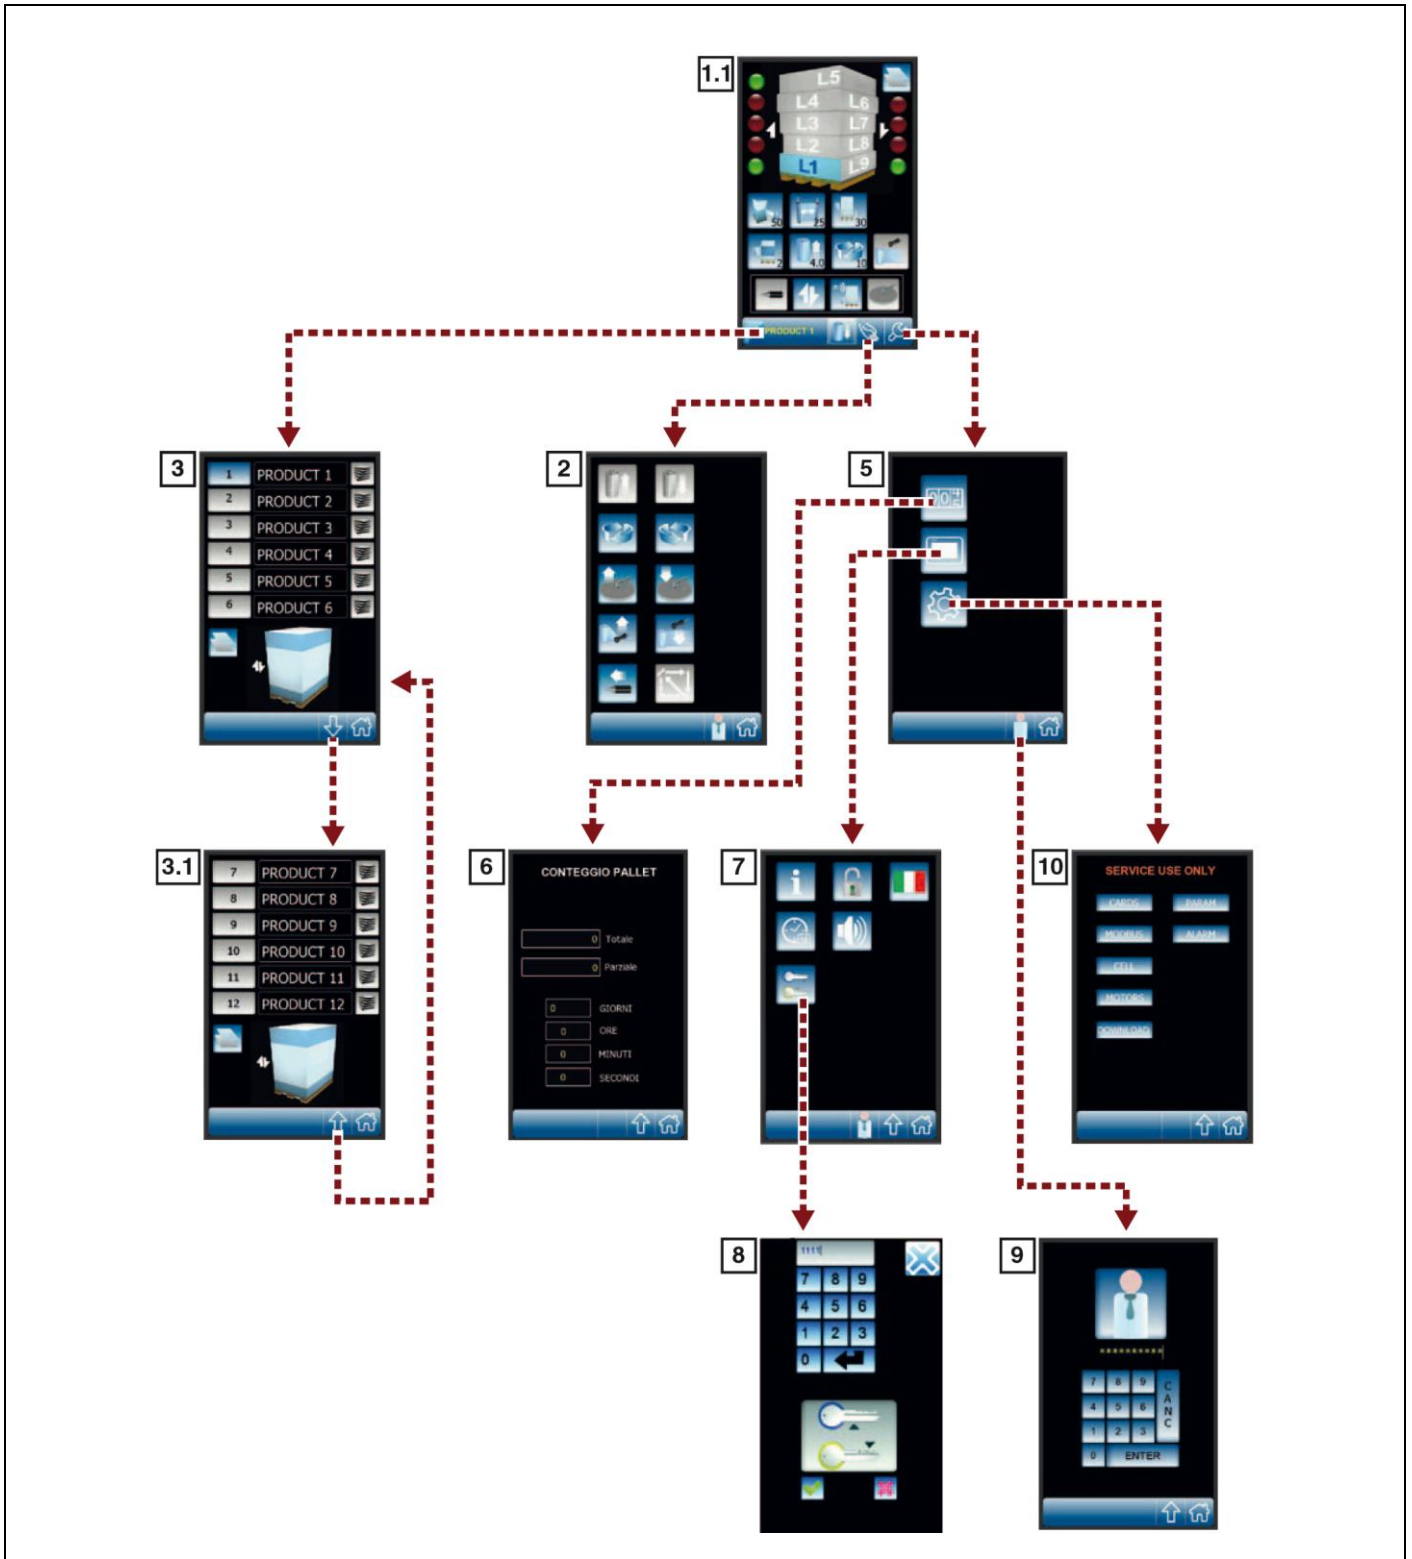 1.1
L5
L4 L6
L3 L7
L2 L8
L1 L9
50 25 30
2 4.0 10
PRODUCT 1
3
1 PRODUCT 1
2 PRODUCT 2
3 PRODUCT 3
4 PRODUCT 4
5 PRODUCT 5
6 PRODUCT 6
2
5
3.1
7 PRODUCT 7
8 PRODUCT 8
9 PRODUCT 9
10 PRODUCT 10
11 PRODUCT 11
12 PRODUCT 12
6
CONTEGGIO PALLET
0 Totale
0 Parziale
0 GIORNI
0 ORE
0 MINUTI
0 SECONDI
7
10
SERVICE USE ONLY
CARDS PARAM
MODBUS ALARM
CELL
MOTORS
DOWNLOAD
8
1111
7 8 9
4 5 6
1 2 3
0
9
**********
7 8 9 CANC
4 5 6
1 2 3
0 ENTER